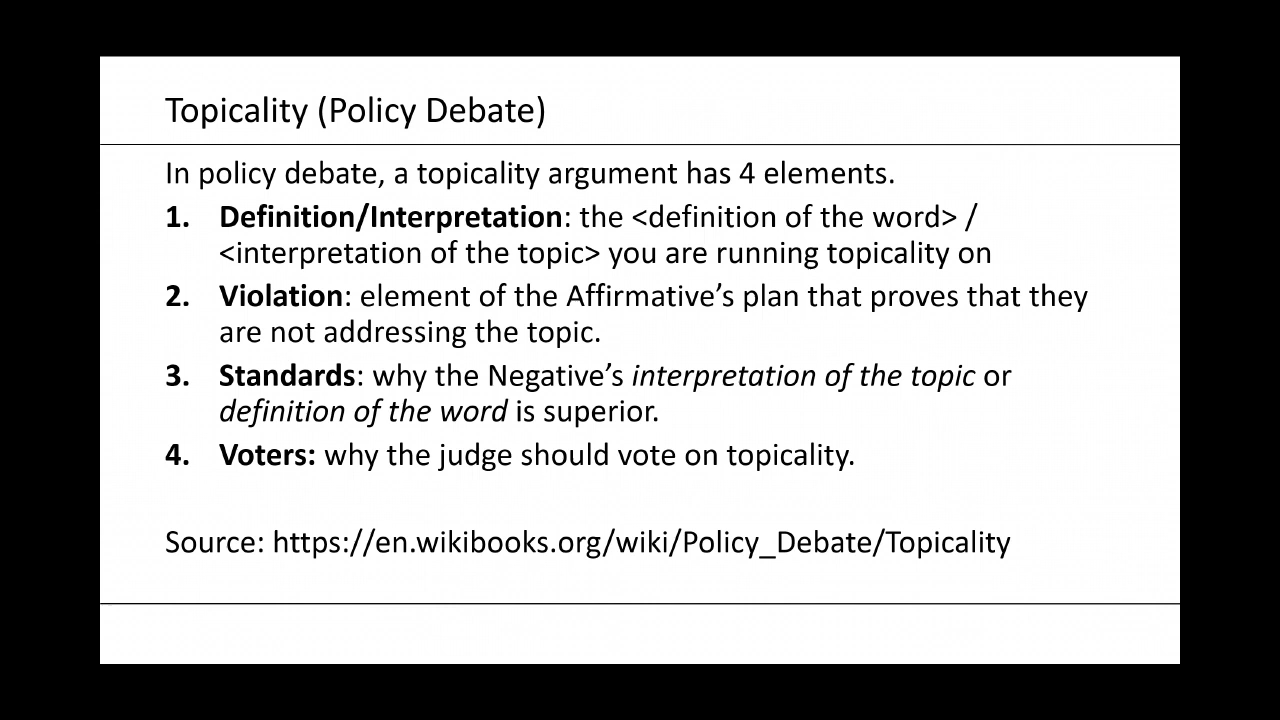 Topicality (Policy Debate)
In policy debate, a topicality argument has 4 elements.
1. Definition/Interpretation: the <definition of the word> /
<interpretation of the topic> you are running topicality on
2. Violation: element of the Affirmative’s plan that proves that they
are not addressing the topic.
3. Standards: why the Negative’s interpretation of the topic or
definition of the word is superior.
4. Voters: why the judge should vote on topicality.
Source: https://en.wikibooks.org/wiki/Policy_Debate/Topicality